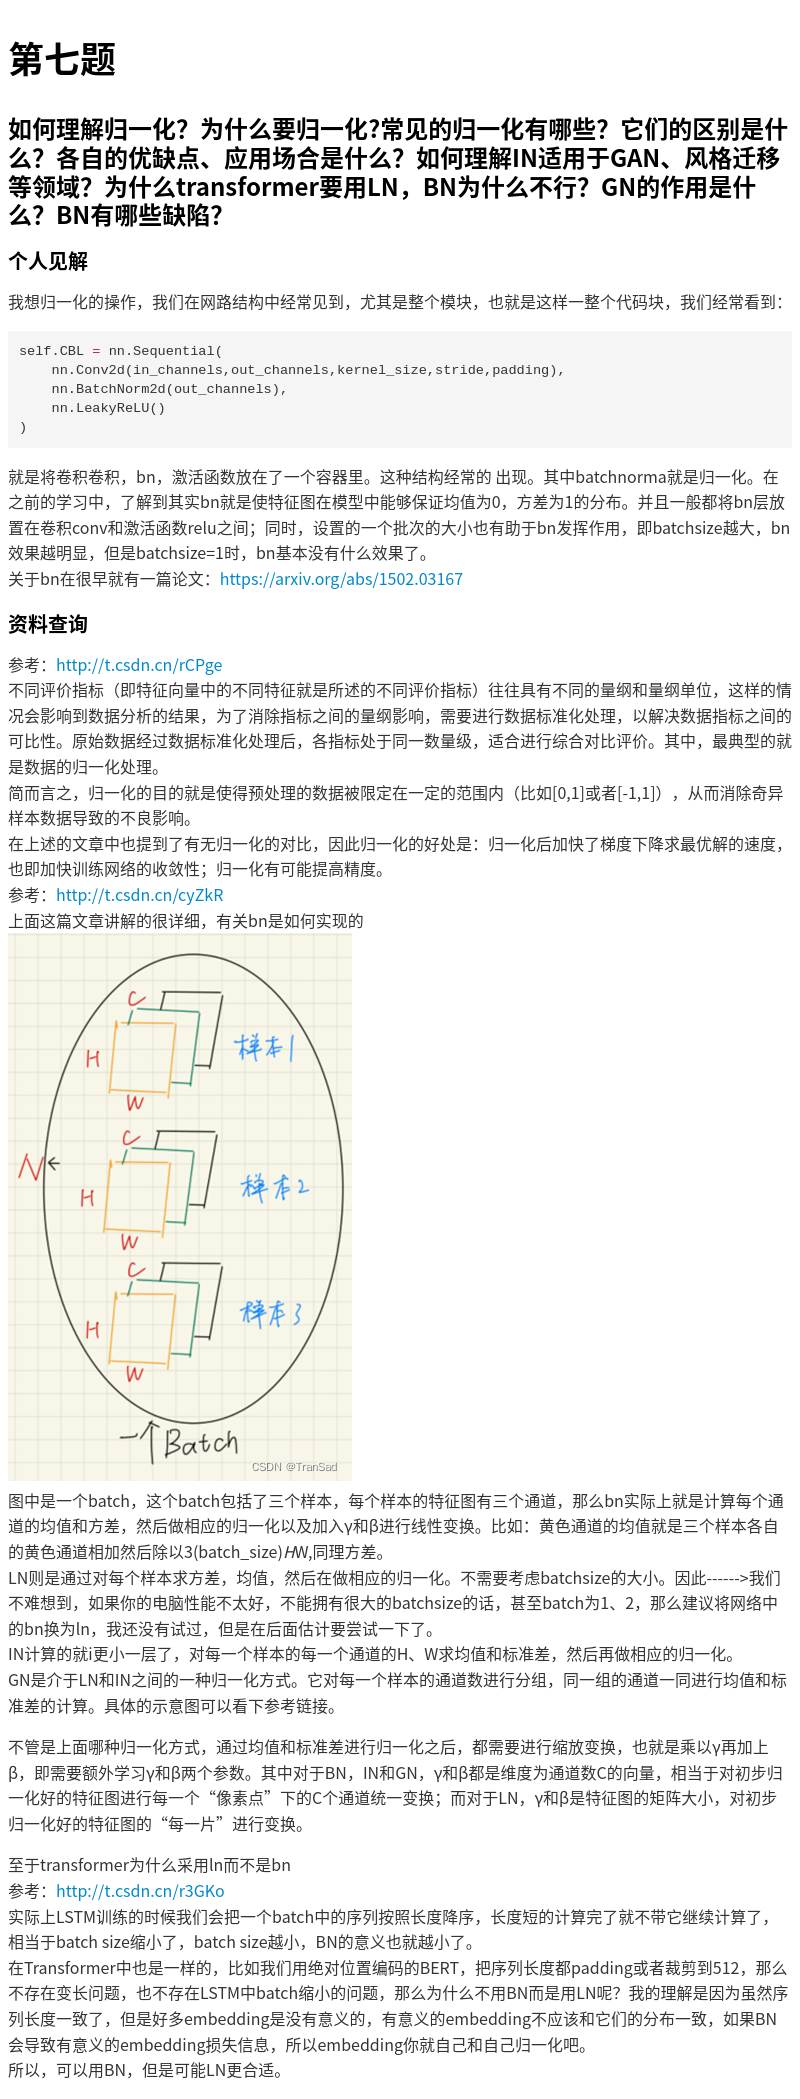 第七题
如何理解归一化？为什么要归一化?常见的归一化有哪些？它们的区别是什
么？各自的优缺点、应用场合是什么？如何理解IN适用于GAN、风格迁移
等领域？为什么transformer要用LN，BN为什么不行？GN的作用是什
么？BN有哪些缺陷？
个人见解
我想归一化的操作，我们在网路结构中经常见到，尤其是整个模块，也就是这样一整个代码块，我们经常看到：
self.CBL = nn.Sequential(
    nn.Conv2d(in_channels,out_channels,kernel_size,stride,padding),
    nn.BatchNorm2d(out_channels),
    nn.LeakyReLU()
)
就是将卷积卷积，bn，激活函数放在了一个容器里。这种结构经常的 出现。其中batchnorma就是归一化。在
之前的学习中，了解到其实bn就是使特征图在模型中能够保证均值为0，方差为1的分布。并且一般都将bn层放
置在卷积conv和激活函数relu之间；同时，设置的一个批次的大小也有助于bn发挥作用，即batchsize越大，bn
效果越明显，但是batchsize=1时，bn基本没有什么效果了。
关于bn在很早就有一篇论文：https://arxiv.org/abs/1502.03167
资料查询
参考：http://t.csdn.cn/rCPge
不同评价指标（即特征向量中的不同特征就是所述的不同评价指标）往往具有不同的量纲和量纲单位，这样的情
况会影响到数据分析的结果，为了消除指标之间的量纲影响，需要进行数据标准化处理，以解决数据指标之间的
可比性。原始数据经过数据标准化处理后，各指标处于同一数量级，适合进行综合对比评价。其中，最典型的就
是数据的归一化处理。
简而言之，归一化的目的就是使得预处理的数据被限定在一定的范围内（比如[0,1]或者[-1,1]），从而消除奇异
样本数据导致的不良影响。
在上述的文章中也提到了有无归一化的对比，因此归一化的好处是：归一化后加快了梯度下降求最优解的速度，
也即加快训练网络的收敛性；归一化有可能提高精度。
参考：http://t.csdn.cn/cyZkR
上面这篇文章讲解的很详细，有关bn是如何实现的
C
H
W
样本1
N
C
H
W
样本2
C
H
W
样本3
一个Batch
CSDN @TranSad
图中是一个batch，这个batch包括了三个样本，每个样本的特征图有三个通道，那么bn实际上就是计算每个通
道的均值和方差，然后做相应的归一化以及加入γ和β进行线性变换。比如：黄色通道的均值就是三个样本各自
的黄色通道相加然后除以3(batch_size)HW,同理方差。
LN则是通过对每个样本求方差，均值，然后在做相应的归一化。不需要考虑batchsize的大小。因此------>我们
不难想到，如果你的电脑性能不太好，不能拥有很大的batchsize的话，甚至batch为1、2，那么建议将网络中
的bn换为ln，我还没有试过，但是在后面估计要尝试一下了。
IN计算的就i更小一层了，对每一个样本的每一个通道的H、W求均值和标准差，然后再做相应的归一化。
GN是介于LN和IN之间的一种归一化方式。它对每一个样本的通道数进行分组，同一组的通道一同进行均值和标
准差的计算。具体的示意图可以看下参考链接。
不管是上面哪种归一化方式，通过均值和标准差进行归一化之后，都需要进行缩放变换，也就是乘以γ再加上
β，即需要额外学习γ和β两个参数。其中对于BN，IN和GN，γ和β都是维度为通道数C的向量，相当于对初步归
一化好的特征图进行每一个“像素点”下的C个通道统一变换；而对于LN，γ和β是特征图的矩阵大小，对初步
归一化好的特征图的“每一片”进行变换。
至于transformer为什么采用ln而不是bn
参考：http://t.csdn.cn/r3GKo
实际上LSTM训练的时候我们会把一个batch中的序列按照长度降序，长度短的计算完了就不带它继续计算了，
相当于batch size缩小了，batch size越小，BN的意义也就越小了。
在Transformer中也是一样的，比如我们用绝对位置编码的BERT，把序列长度都padding或者裁剪到512，那么
不存在变长问题，也不存在LSTM中batch缩小的问题，那么为什么不用BN而是用LN呢？我的理解是因为虽然序
列长度一致了，但是好多embedding是没有意义的，有意义的embedding不应该和它们的分布一致，如果BN
会导致有意义的embedding损失信息，所以embedding你就自己和自己归一化吧。
所以，可以用BN，但是可能LN更合适。